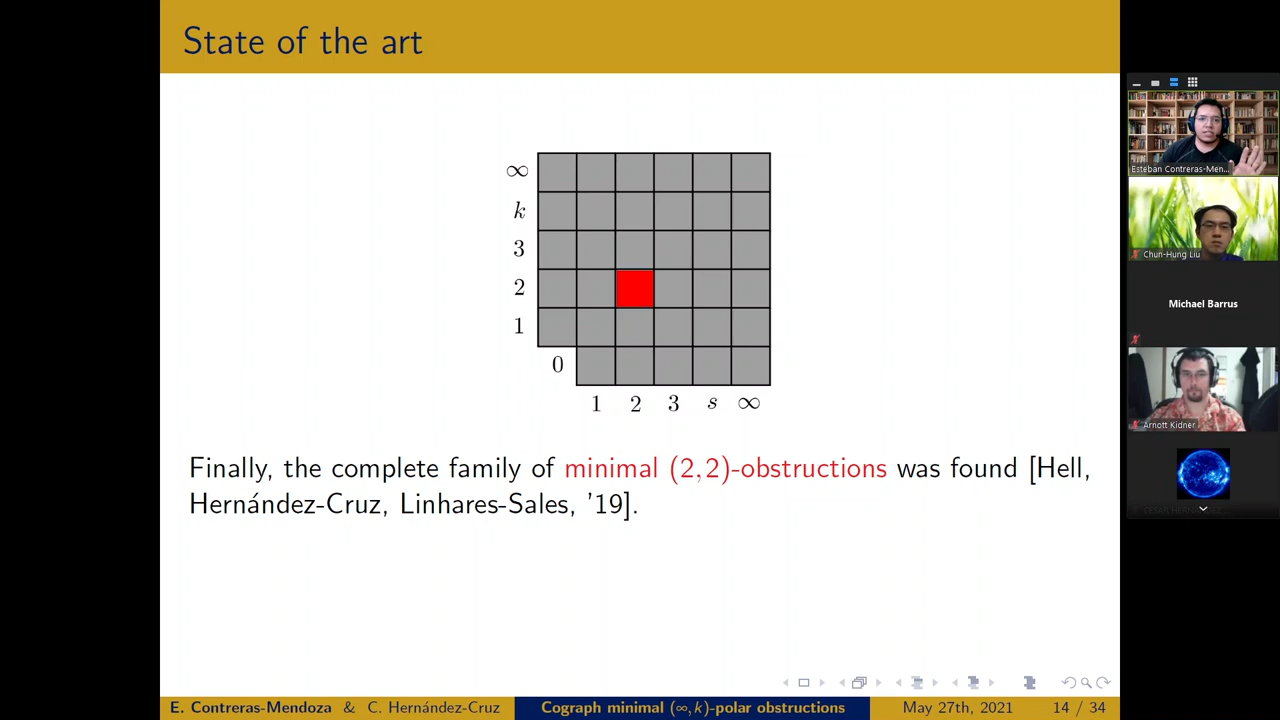 State of the art
∞
k
3
2
1
0
1 2 3 s ∞
Finally, the complete family of minimal (2,2)-obstructions was found [Hell,
Hernández-Cruz, Linhares-Sales, ’19].
E. Contreras-Mendoza & C. Hernández-Cruz
Cograph minimal (∞, k)-polar obstructions
May 27th, 2021
14 / 34
Esteban Contreras-Men...
Chun-Hung Liu
Michael Barrus
Arnott Kidner